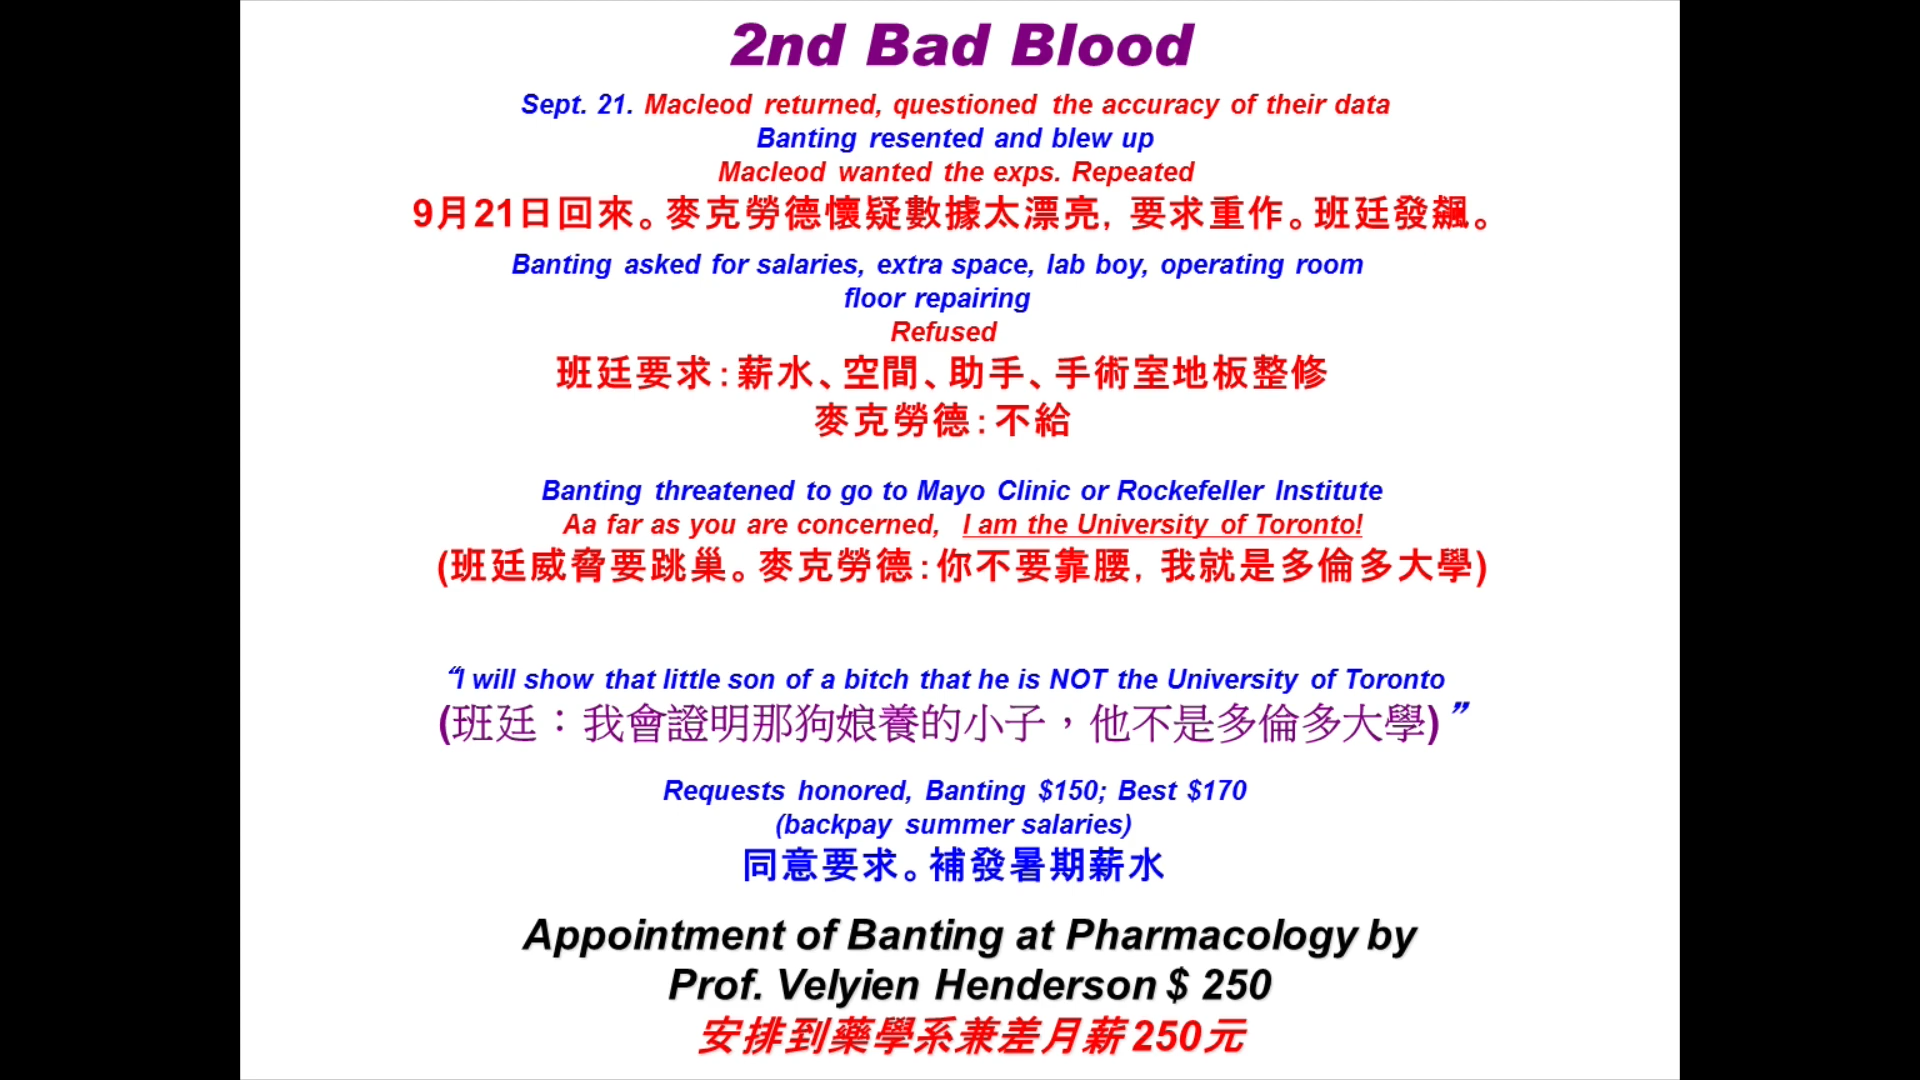 2nd Bad Blood
Sept. 21. Macleod returned, questioned the accuracy of their data
Banting resented and blew up
Macleod wanted the exps. Repeated
9月21日回來。麥克勞德懷疑數據太漂亮，要求重作。班廷發飆。
Banting asked for salaries, extra space, lab boy, operating room
floor repairing
Refused
班廷要求：薪水、空間、助手、手術室地板整修
麥克勞德：不給
Banting threatened to go to Mayo Clinic or Rockefeller Institute
Aa far as you are concerned, I am the University of Toronto!
(班廷威脅要跳巢。麥克勞德：你不要靠腰，我就是多倫多大學)
“I will show that little son of a bitch that he is NOT the University of Toronto
(班廷：我會證明那狗娘養的小子，他不是多倫多大學)”
Requests honored, Banting $150; Best $170
(backpay summer salaries)
同意要求。補發暑期薪水
Appointment of Banting at Pharmacology by
Prof. Velyien Henderson $ 250
安排到藥學系兼差月薪250元